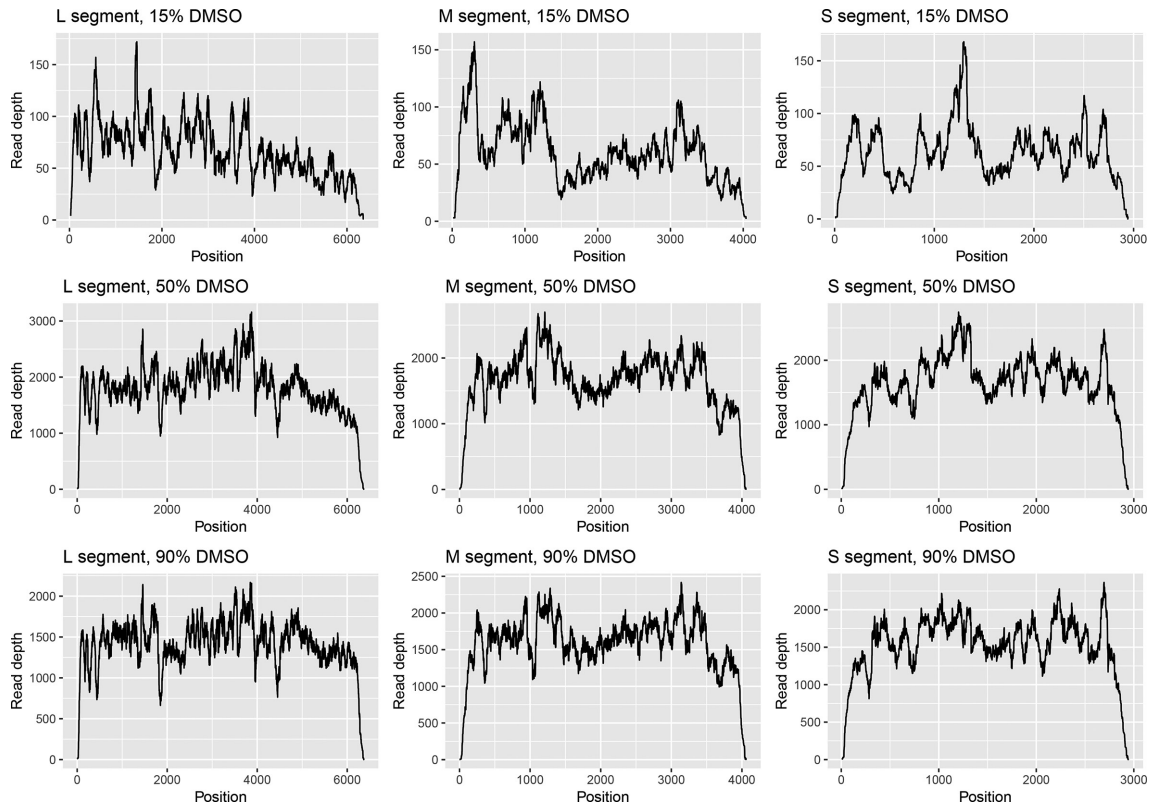 L segment, 15% DMSO
M segment, 15% DMSO
S segment, 15% DMSO
Read depth
150
100
50
0
0 2000 4000 6000
Position
Read depth
150
100
50
0
0 1000 2000 3000 4000
Position
Read depth
150
100
50
0
0 1000 2000 3000
Position
L segment, 50% DMSO
M segment, 50% DMSO
S segment, 50% DMSO
Read depth
3000
2000
1000
0
0 2000 4000 6000
Position
Read depth
2000
1000
0
0 1000 2000 3000 4000
Position
Read depth
2000
1000
0
0 1000 2000 3000
Position
L segment, 90% DMSO
M segment, 90% DMSO
S segment, 90% DMSO
Read depth
2000
1500
1000
500
0
0 2000 4000 6000
Position
Read depth
2500
2000
1500
1000
500
0
0 1000 2000 3000 4000
Position
Read depth
2000
1500
1000
500
0
0 1000 2000 3000
Position